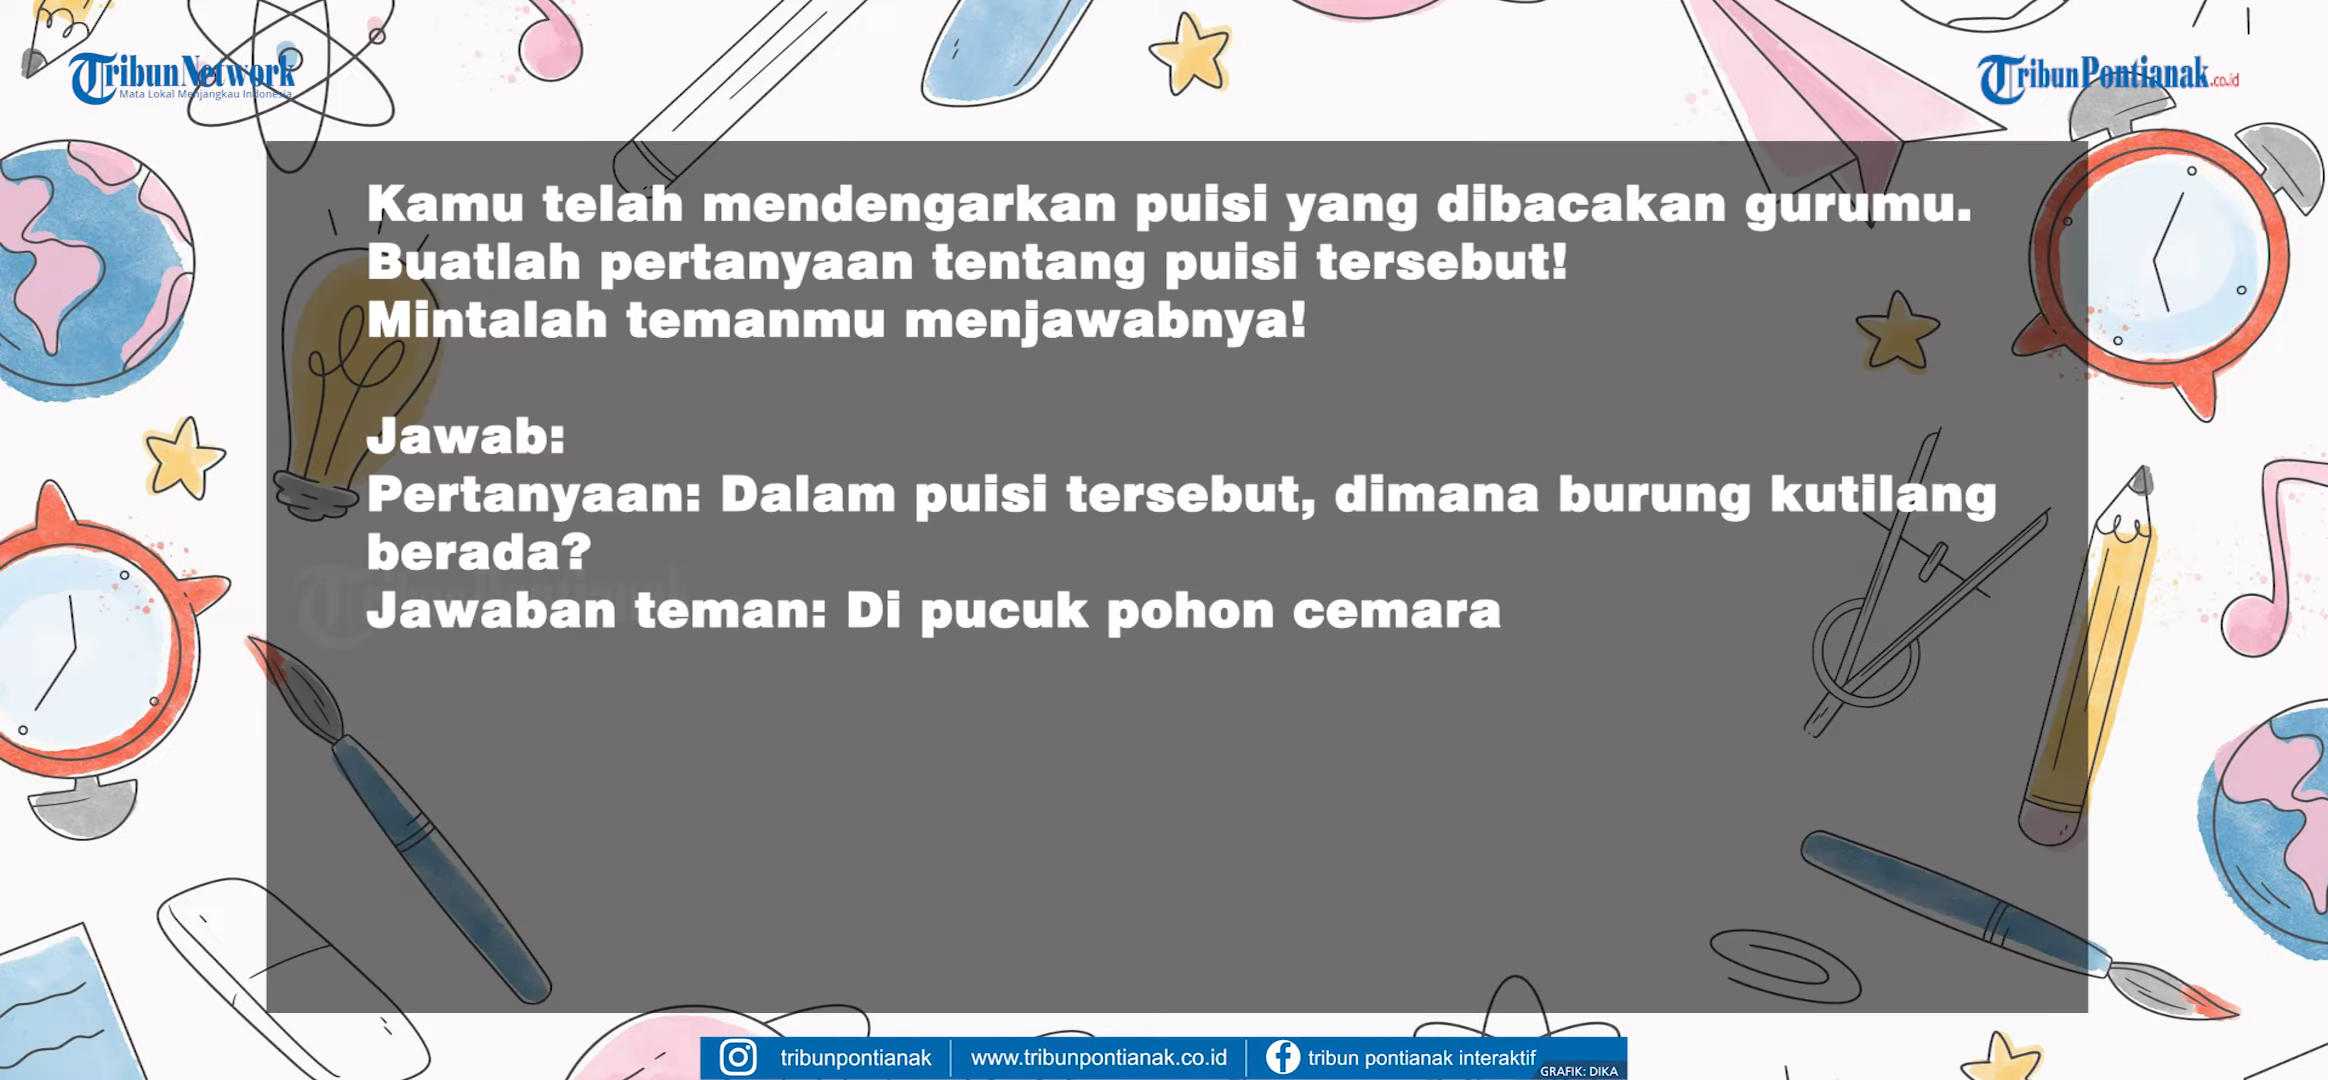 TribunNetwork
Mata Lokal Menjangkau Indonesia
TribunPontianak.co.id
Kamu telah mendengarkan puisi yang dibacakan gurumu.
Buatlah pertanyaan tentang puisi tersebut!
Mintalah temanmu menjawabnya!
Jawab:
Pertanyaan: Dalam puisi tersebut, dimana burung kutilang
berada?
Jawaban teman: Di pucuk pohon cemara
tribunpontianak
www.tribunpontianak.co.id
tribun pontianak interaktif
GRAFIK: DIKA